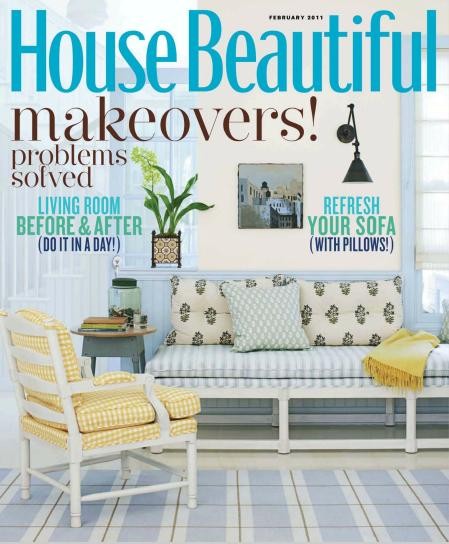 FEBRUARY 2011
House Beautiful
makeovers!
problems
solved
LIVING ROOM
BEFORE & AFTER
(DO IT IN A DAY!)
REFRESH
YOUR SOFA
(WITH PILLOWS!)